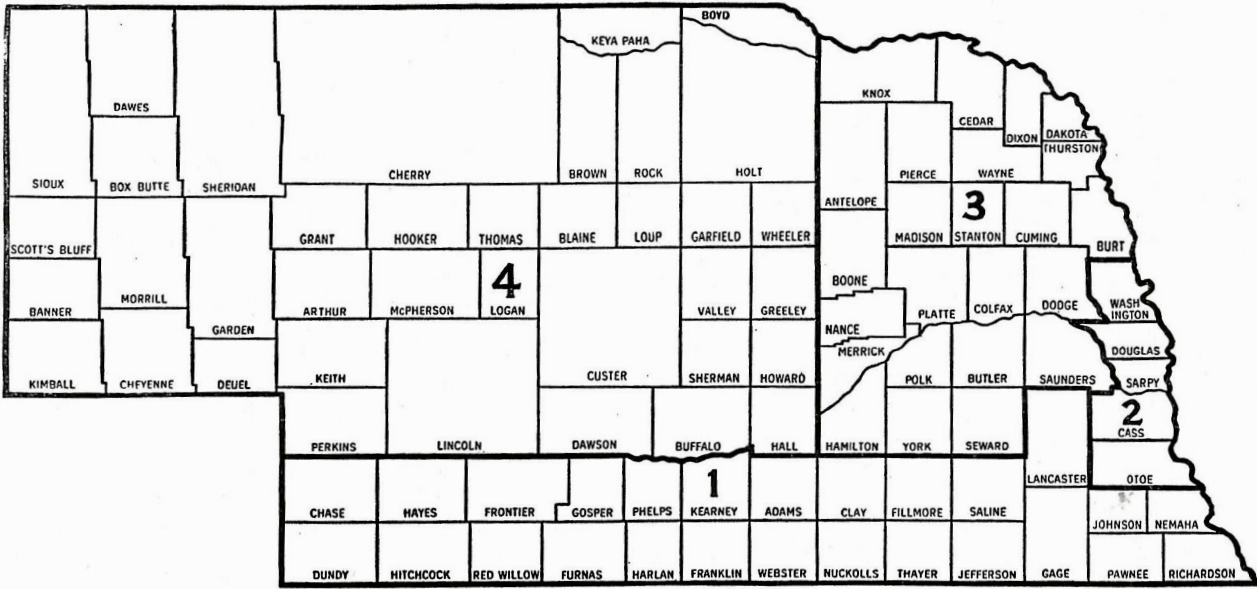 BOYD
KEYA PAHA
KNOX
DAWES
CEDAR
DIXON
DAKOTA
THURSTON
SIOUX
BOX BUTTE
SHERIDAN
CHERRY
BROWN
ROCK
HOLT
PIERCE
WAYNE
ANTELOPE
3
SCOTT'S BLUFF
GRANT
HOOKER
THOMAS
BLAINE
LOUP
GARFIELD
WHEELER
MADISON
STANTON
CUMING
BURT
4
BOONE
BANNER
MORRILL
GARDEN
ARTHUR
McPHERSON
LOGAN
VALLEY
GREELEY
NANCE
PLATTE
COLFAX
DODGE
WASH
INGTON
MERRICK
DOUGLAS
KIMBALL
CHEYENNE
DEUEL
KEITH
CUSTER
SHERMAN
HOWARD
POLK
BUTLER
SAUNDERS
SARPY
2
CASS
PERKINS
LINCOLN
DAWSON
BUFFALO
HALL
HAMILTON
YORK
SEWARD
LANCASTER
OTOE
1
CHASE
HAYES
FRONTIER
GOSPER
PHELPS
KEARNEY
ADAMS
CLAY
FILLMORE
SALINE
JOHNSON
NEMAHA
DUNDY
HITCHCOCK
RED WILLOW
FURNAS
HARLAN
FRANKLIN
WEBSTER
NUCKOLLS
THAYER
JEFFERSON
GAGE
PAWNEE
RICHARDSON